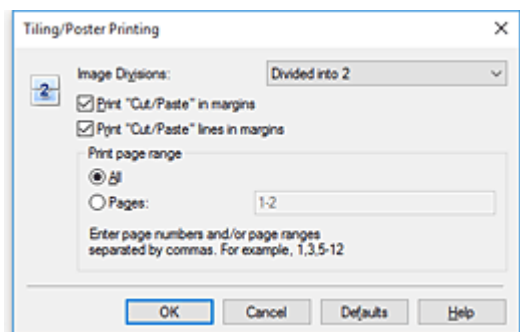 Tiling/Poster Printing
Image Divisions: Divided into 2
2
Print "Cut/Paste" in margins
Print "Cut/Paste" lines in margins
Print page range
All
Pages: 1-2
Enter page numbers and/or page ranges
separated by commas. For example, 1,3,5-12
OK Cancel Defaults Help